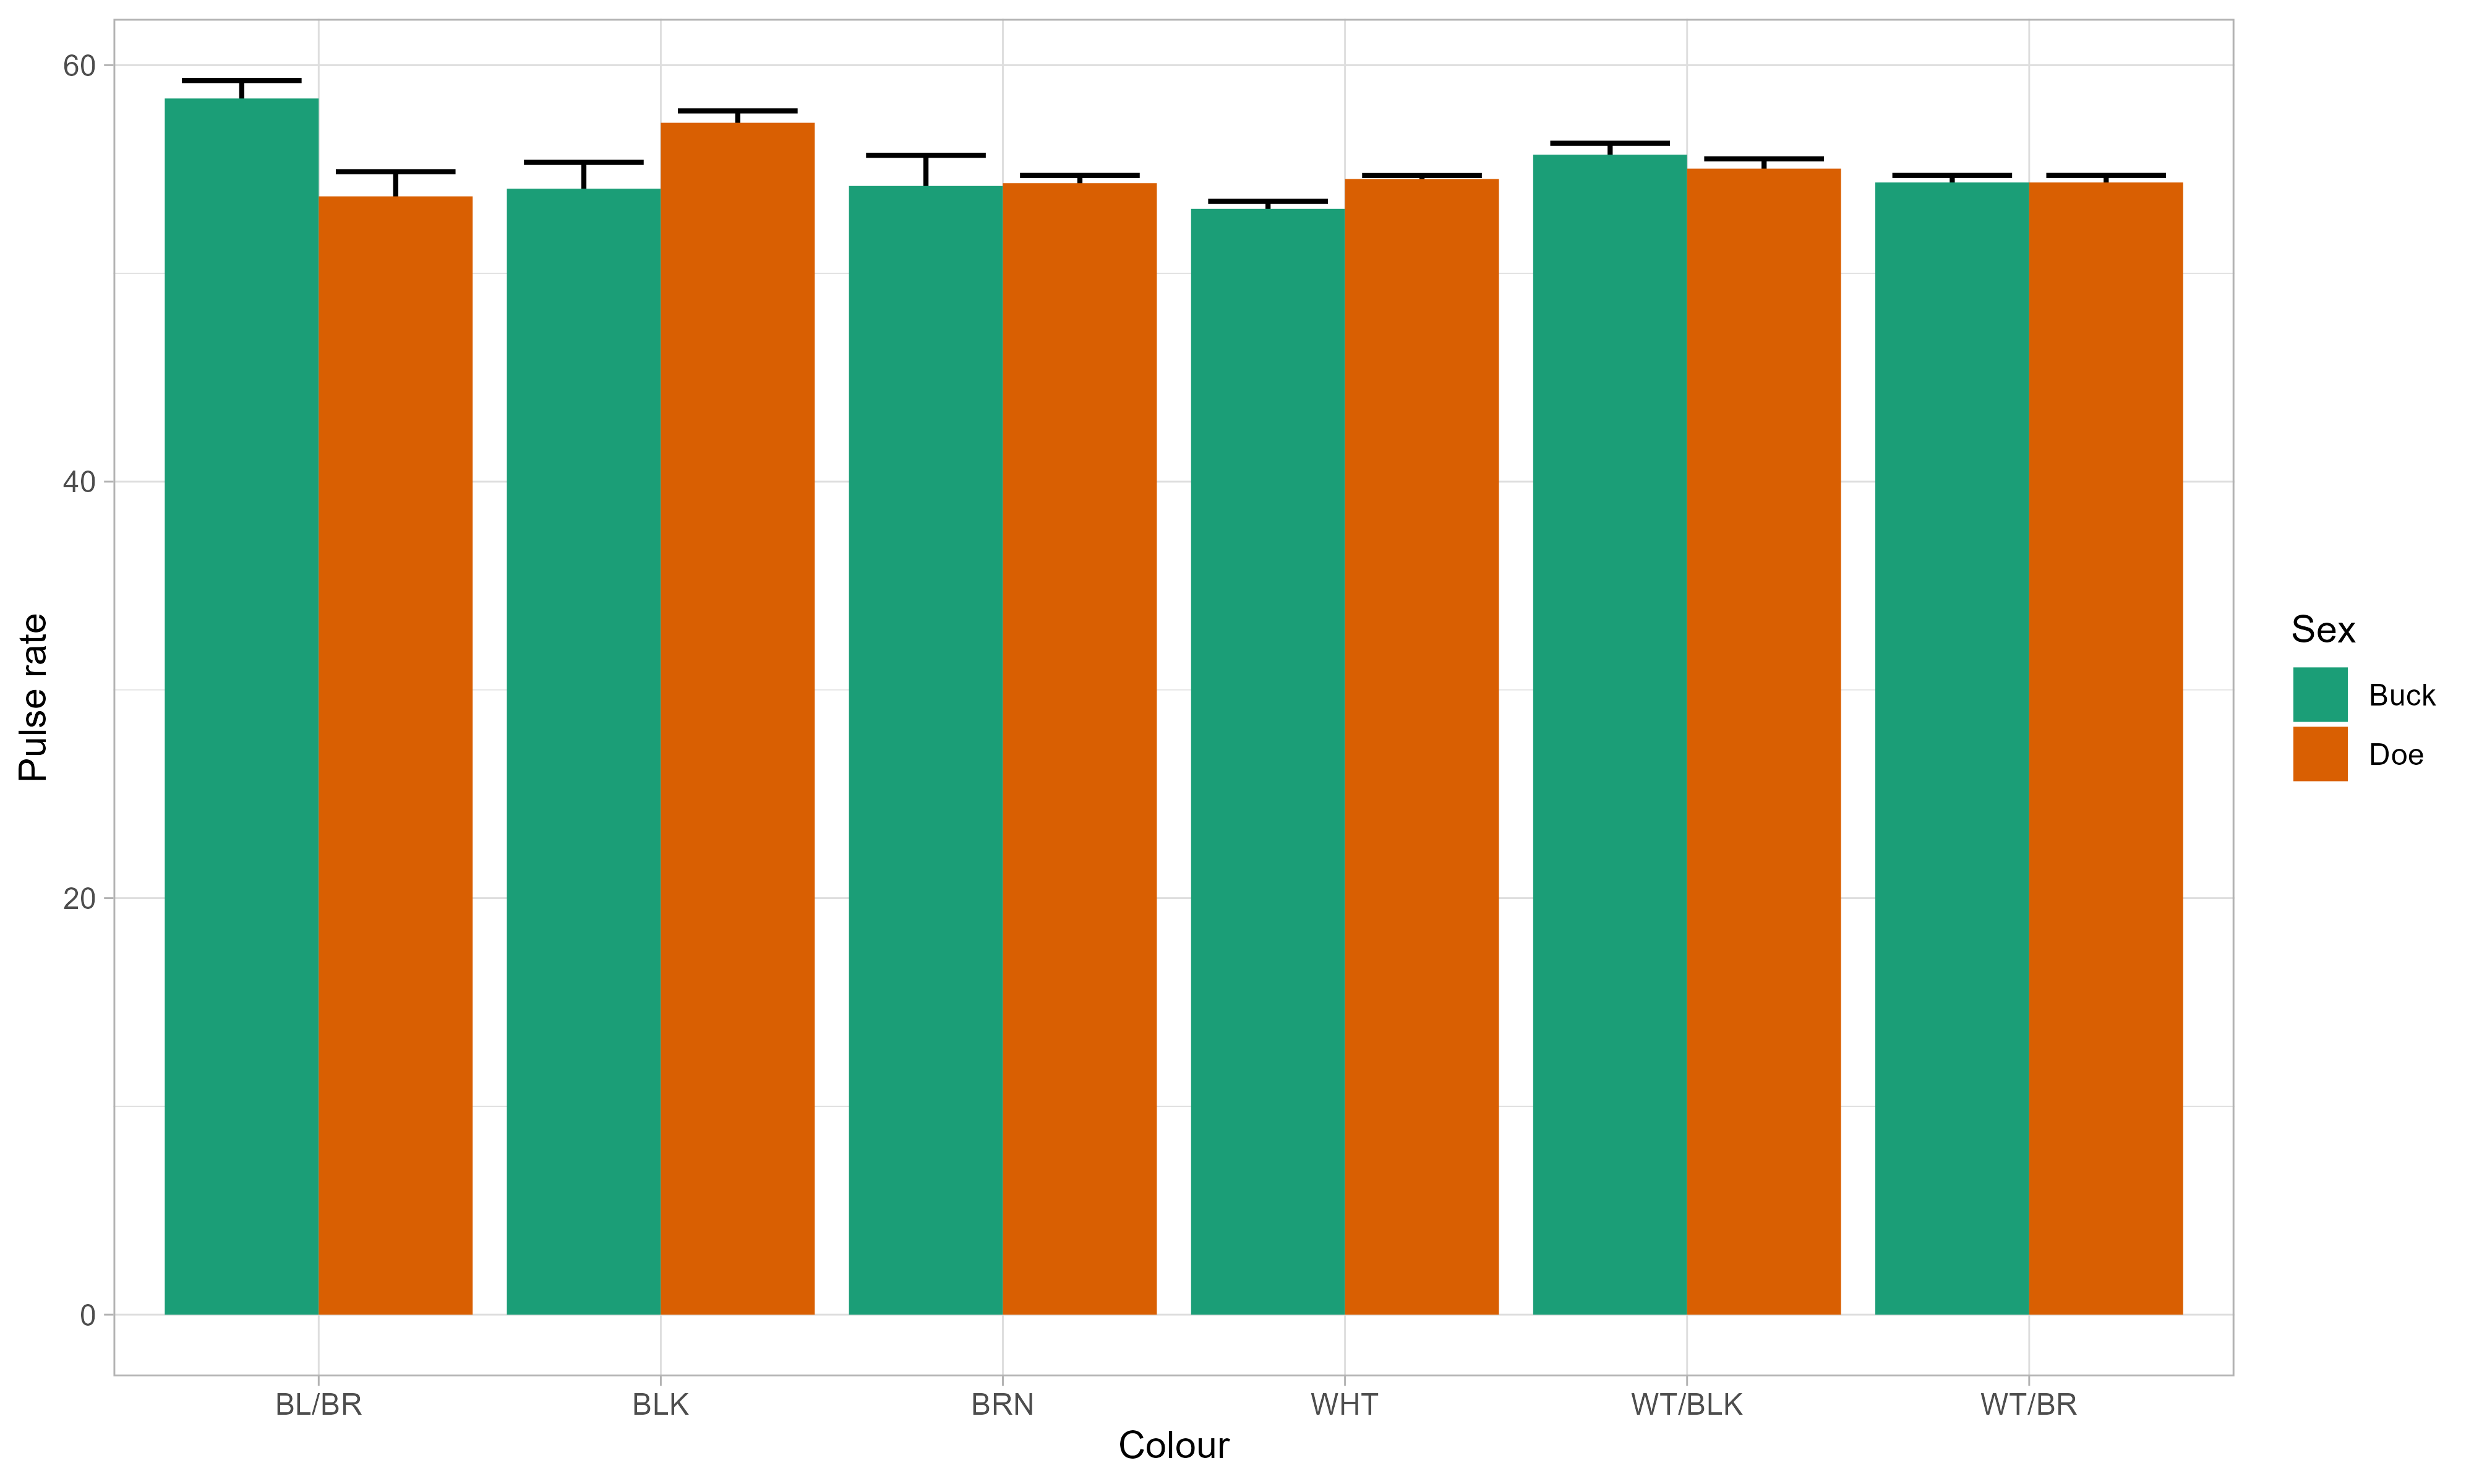 60
40
20
0
Pulse rate
BL/BR BLK BRN WHT WT/BLK WT/BR
Colour
Sex
Buck
Doe